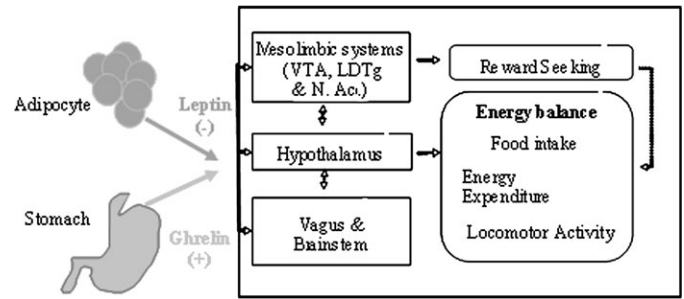 Adipocyte
Leptin
(-)
Stomach
Ghrelin
(+)
Mesolimbic systems
(VTA, LDTg
& N. Ac.)
Hypothalamus
Vagus &
Brainstem
Reward Seeking
Energy balance
Food intake
Energy
Expenditure
Locomotor Activity